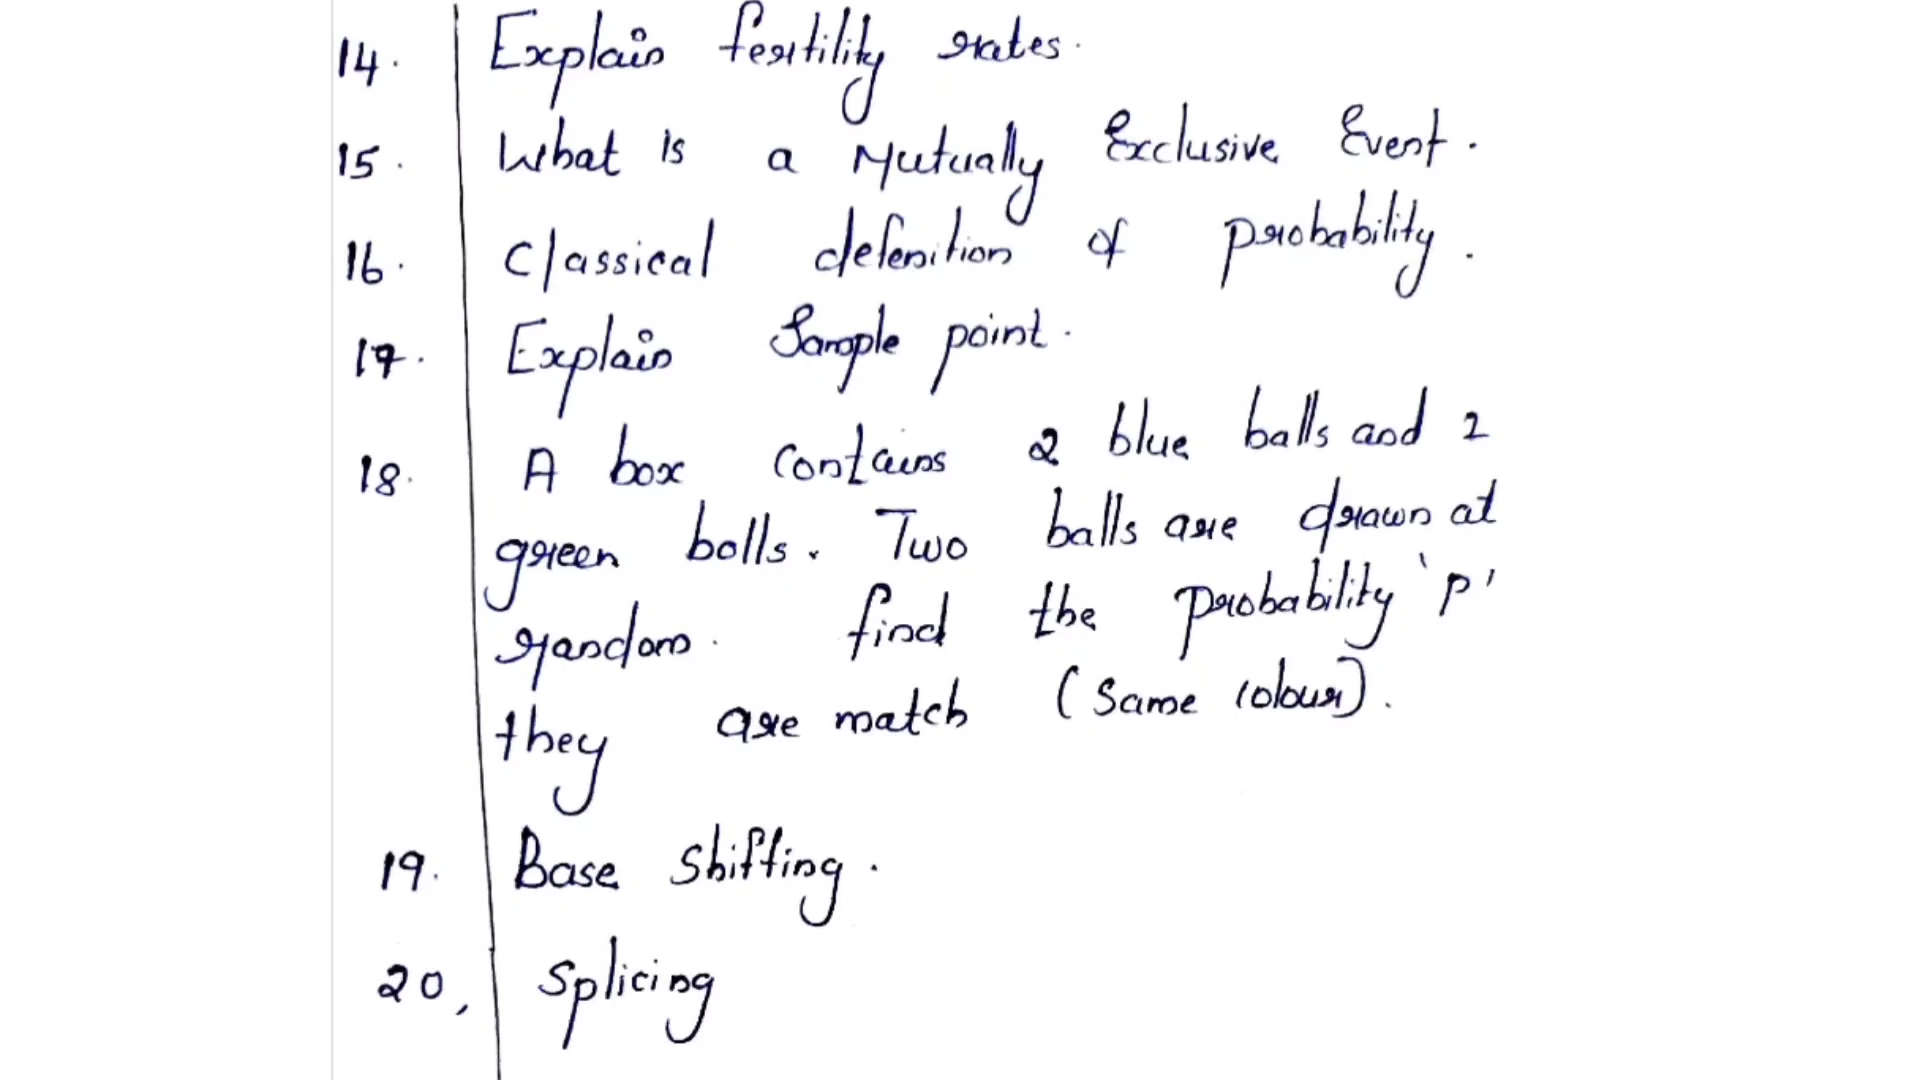 14. Explain fertility rates.
15. What is a Mutually Exclusive Event.
16. Classical defenition of probability.
17. Explain Sample point.
18. A box contains 2 blue balls and 2
green balls. Two balls are drawn at
random. find the probability 'p'
they are match (Same colour).
19. Base Shifting.
20, Splicing